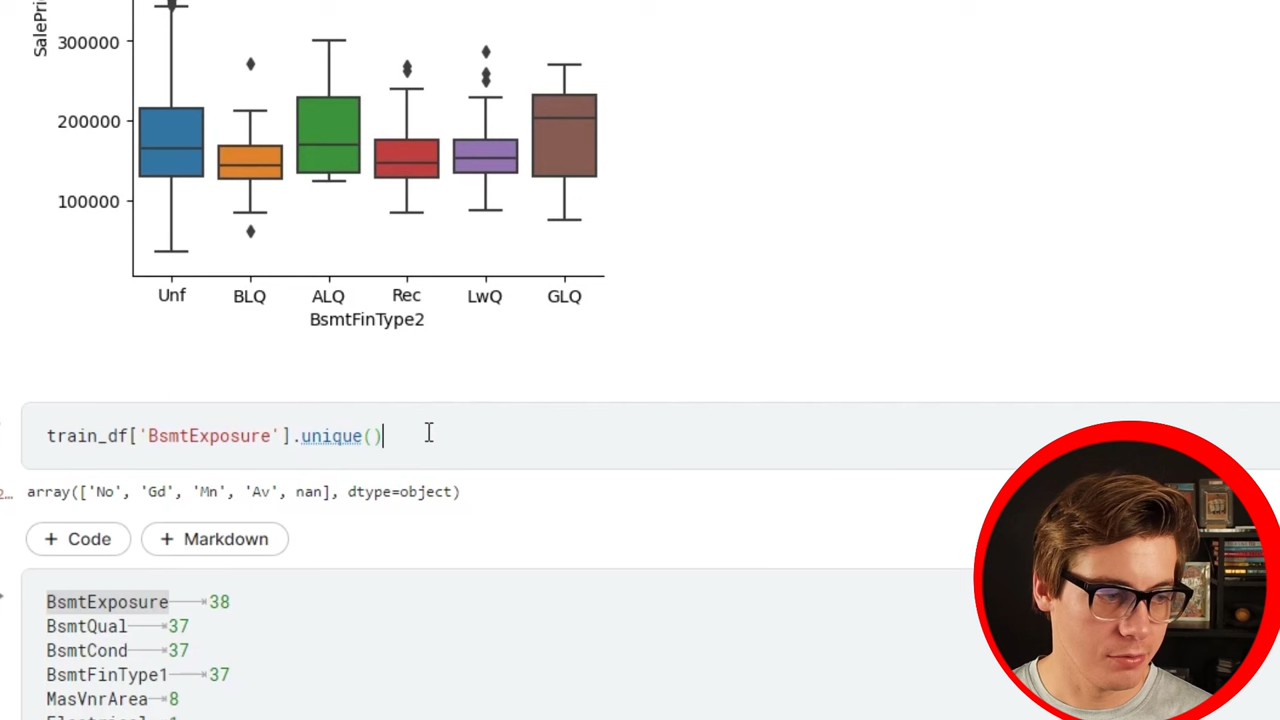 SalePri
300000
200000
100000
Unf BLQ ALQ Rec LwQ GLQ
BsmtFinType2
train_df['BsmtExposure'].unique()
array(['No', 'Gd', 'Mn', 'Av', nan], dtype=object)
+ Code + Markdown
BsmtExposure 38
BsmtQual 37
BsmtCond 37
BsmtFinType1 37
MasVnrArea 8